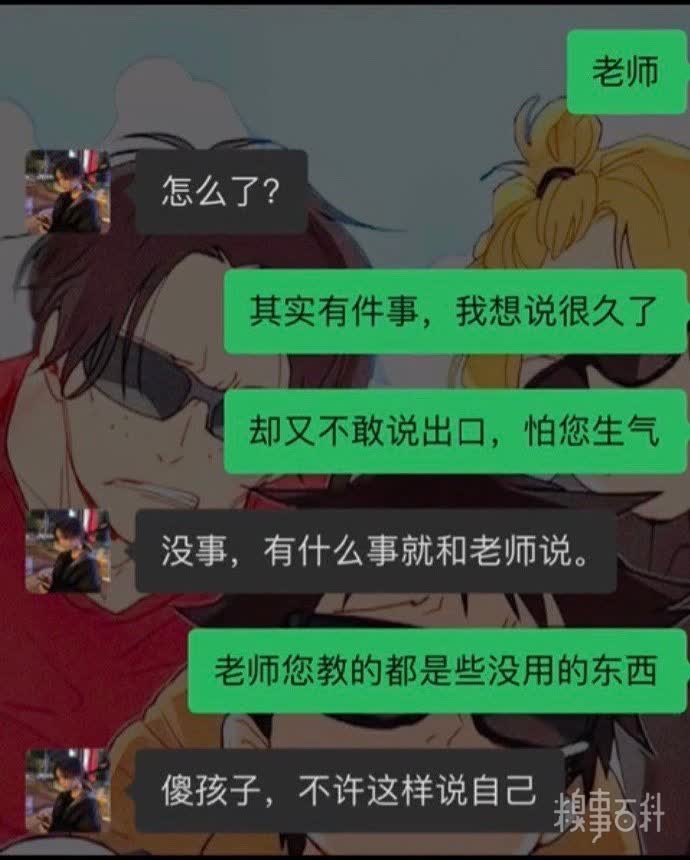 老师
怎么了？
其实有件事，我想说很久了
却又不敢说出口，怕您生气
没事，有什么事就和老师说。
老师您教的都是些没用的东西
傻孩子，不许这样说自己
糗事百科